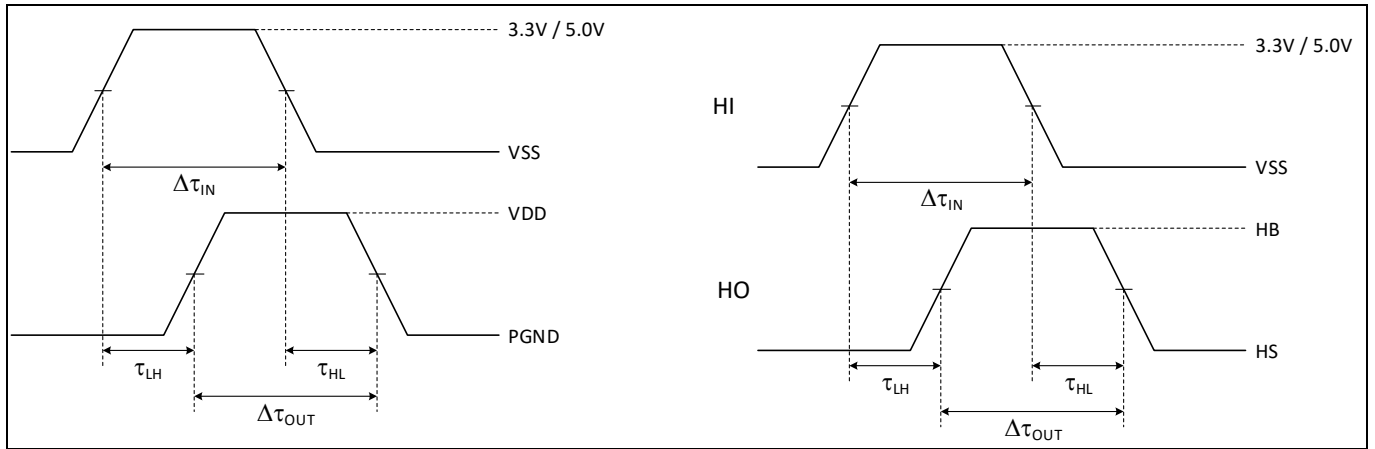 3.3V / 5.0V
VSS
ΔτIN
VDD
PGND
τLH
τHL
ΔτOUT
3.3V / 5.0V
HI
VSS
ΔτIN
HB
HO
HS
τLH
τHL
ΔτOUT